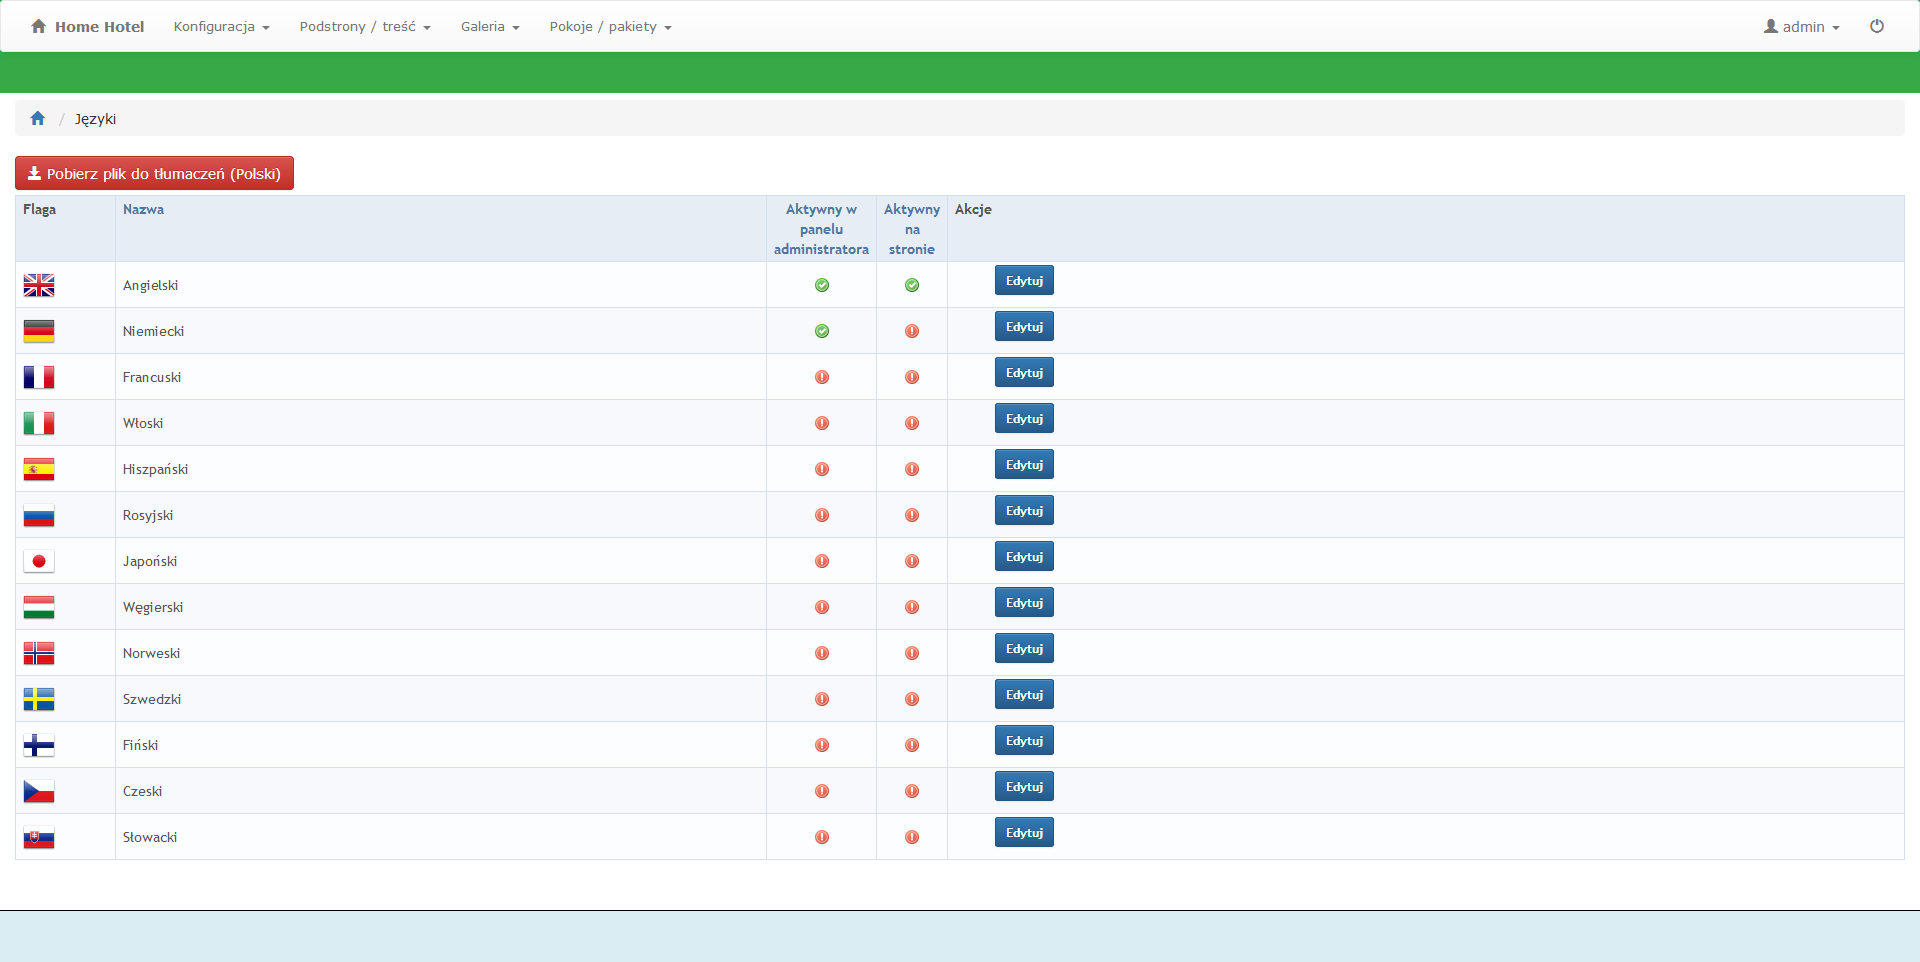 Home Hotel Konfiguracja Podstrony / treść Galeria Pokoje / pakiety admin
/ Języki
Pobierz plik do tłumaczeń (Polski)
Flaga Nazwa Aktywny w panelu administratora Aktywny na stronie Akcje
Angielski Edytuj
Niemiecki Edytuj
Francuski Edytuj
Włoski Edytuj
Hiszpański Edytuj
Rosyjski Edytuj
Japoński Edytuj
Węgierski Edytuj
Norweski Edytuj
Szwedzki Edytuj
Fiński Edytuj
Czeski Edytuj
Słowacki Edytuj